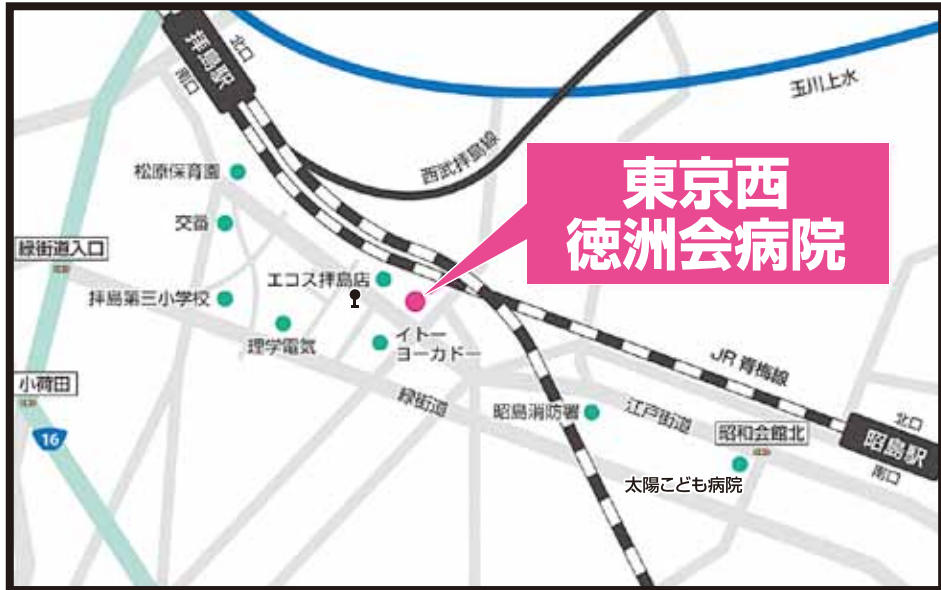 拝島駅
北口
南口
玉川上水
西武拝島線
松原保育園
東京西
徳洲会病院
交番
緑街道入口
エコス拝島店
拝島第三小学校
理学電気
イトー
ヨーカドー
JR 青梅線
小荷田
緑街道
昭島消防署
江戸街道
昭和会館北
北口
昭島駅
南口
16
太陽こども病院